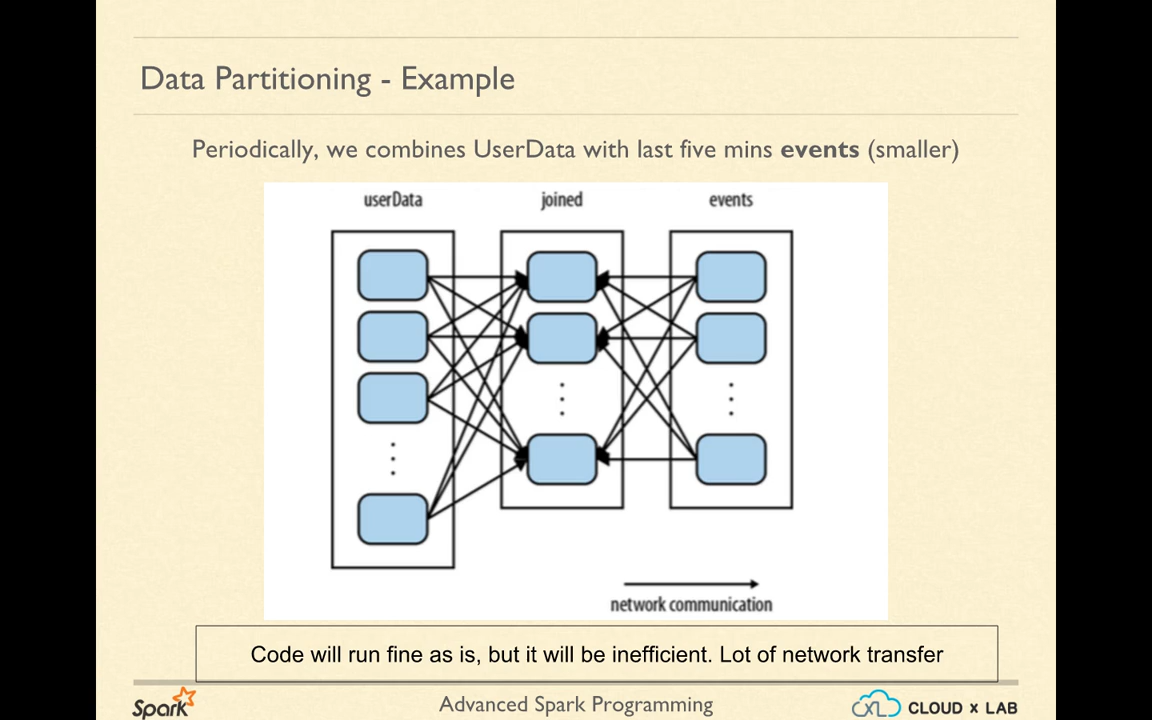 Data Partitioning - Example
Periodically, we combines UserData with last five mins events (smaller)
userData joined events
network communication
Code will run fine as is, but it will be inefficient. Lot of network transfer
Spark Advanced Spark Programming CXL CLOUD x LAB